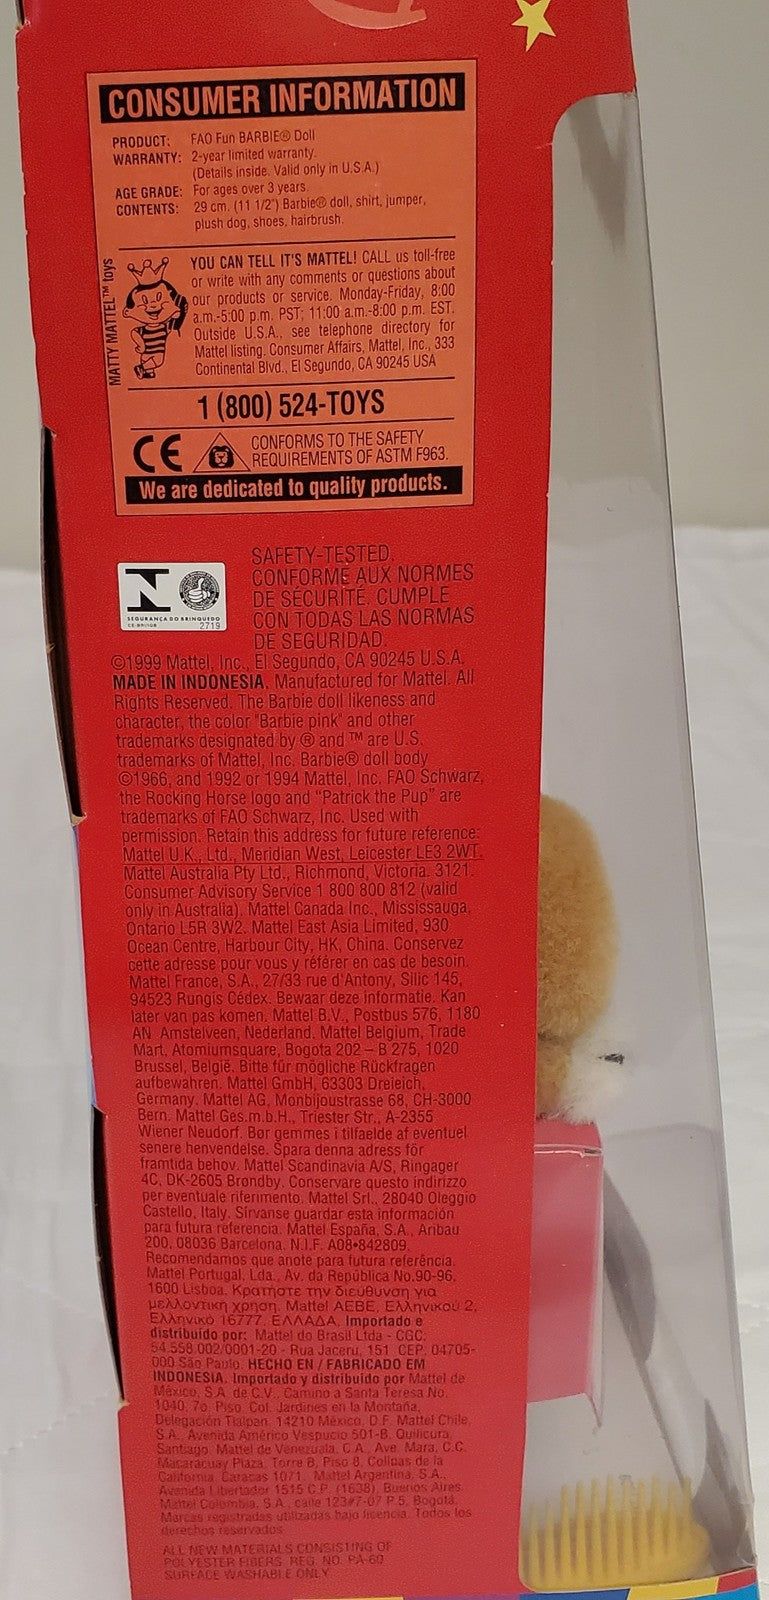 CONSUMER INFORMATION
PRODUCT: FAO Fun BARBIE® Doll
WARRANTY: 2-year limited warranty.
(Details inside. Valid only in U.S.A.)
AGE GRADE: For ages over 3 years.
CONTENTS: 29 cm. (11 1/2") Barbie® doll, shirt, jumper,
plush dog, shoes, hairbrush.
MATTY MATTEL™ toys
YOU CAN TELL IT'S MATTEL! CALL us toll-free
or write with any comments or questions about
our products or service. Monday-Friday, 8:00
a.m.-5:00 p.m. PST; 11:00 a.m.-8:00 p.m. EST.
Outside U.S.A., see telephone directory for
Mattel listing. Consumer Affairs, Mattel, Inc., 333
Continental Blvd., El Segundo, CA 90245 USA
1 (800) 524-TOYS
CE
CONFORMS TO THE SAFETY
REQUIREMENTS OF ASTM F963.
We are dedicated to quality products.
N
SEGURANÇA DO BRINQUEDO
2719
SAFETY-TESTED.
CONFORME AUX NORMES
DE SÉCURITÉ. CUMPLE
CON TODAS LAS NORMAS
DE SEGURIDAD.
©1999 Mattel, Inc., El Segundo, CA 90245 U.S.A.
MADE IN INDONESIA. Manufactured for Mattel. All
Rights Reserved. The Barbie doll likeness and
character, the color "Barbie pink" and other
trademarks designated by ® and ™ are U.S.
trademarks of Mattel, Inc. Barbie® doll body
©1966, and 1992 or 1994 Mattel, Inc. FAO Schwarz,
the Rocking Horse logo and "Patrick the Pup" are
trademarks of FAO Schwarz, Inc. Used with
permission. Retain this address for future reference:
Mattel U.K., Ltd., Meridian West, Leicester LE3 2WT.
Mattel Australia Pty Ltd., Richmond, Victoria. 3121.
Consumer Advisory Service 1 800 800 812 (valid
only in Australia). Mattel Canada Inc., Mississauga,
Ontario L5R 3W2. Mattel East Asia Limited, 930
Ocean Centre, Harbour City, HK, China. Conservez
cette adresse pour vous y référer en cas de besoin.
Mattel France, S.A., 27/33 rue d'Antony, Silic 145,
94523 Rungis Cédex. Bewaar deze informatie. Kan
later van pas komen. Mattel B.V., Postbus 576, 1180
AN Amstelveen, Nederland. Mattel Belgium, Trade
Mart, Atomiumsquare, Bogota 202 – B 275, 1020
Brussel, België. Bitte für mögliche Rückfragen
aufbewahren. Mattel GmbH, 63303 Dreieich,
Germany. Mattel AG, Monbijoustrasse 68, CH-3000
Bern. Mattel Ges.m.b.H., Triester Str., A-2355
Wiener Neudorf. Bør gemmes i tilfælde af eventuel
senere henvendelse. Spara denna adress för
framtida behov. Mattel Scandinavia A/S, Ringager
4C, DK-2605 Brøndby. Conservare questo indirizzo
per eventuale riferimento. Mattel Srl., 28040 Oleggio
Castello, Italy. Sírvanse guardar esta información
para futura referencia. Mattel España, S.A., Aribau
200, 08036 Barcelona. N.I.F. A08•842809.
Recomendamos que anote para futura referência.
Mattel Portugal, Lda., Av. da República No.90-96,
1600 Lisboa. Κρατήστε την διεύθυνση για
μελλοντική χρήση. Mattel AEBE, Ελληνικού 2,
Ελληνικό 16777, ΕΛΛΑΔΑ. Importado e
distribuído por: Mattel do Brasil Ltda - CGC:
54.558.002/0001-20 - Rua Jaceru, 151 CEP: 04705-
000 São Paulo. HECHO EN / FABRICADO EM
INDONESIA. Importado y distribuido por Mattel de
México, S.A. de C.V., Camino a Santa Teresa No.
1040, 7o. Piso, Col. Jardines en la Montaña,
Delegación Tlalpan, 14210 México, D.F. Mattel Chile,
S.A. Avenida Américo Vespucio 501-B, Quilicura,
Santiago. Mattel de Venezuela, C.A., Ave. Mara, C.C.
Macaracuay Plaza, Torre B, Piso 8, Colinas de la
California, Caracas 1071. Mattel Argentina, S.A.,
Avenida Libertador 1515 C.P. (1638), Buenos Aires.
Mattel Colombia, S.A., calle 123#7-07 P.5, Bogotá.
Marcas registradas utilizadas bajo licencia. Todos los
derechos reservados.
ALL NEW MATERIALS CONSISTING OF
POLYESTER FIBERS. REG. NO. PA-60
SURFACE WASHABLE ONLY